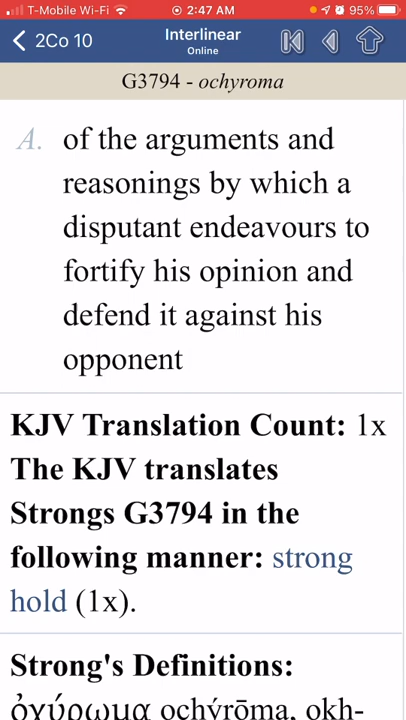 T-Mobile Wi-Fi 2:47 AM 95%
2Co 10 Interlinear
Online
G3794 - ochyroma
A. of the arguments and
reasonings by which a
disputant endeavours to
fortify his opinion and
defend it against his
opponent
KJV Translation Count: 1x
The KJV translates
Strongs G3794 in the
following manner: strong
hold (1x).
Strong's Definitions:
ὀχύρωμα ochýrōma, okh-